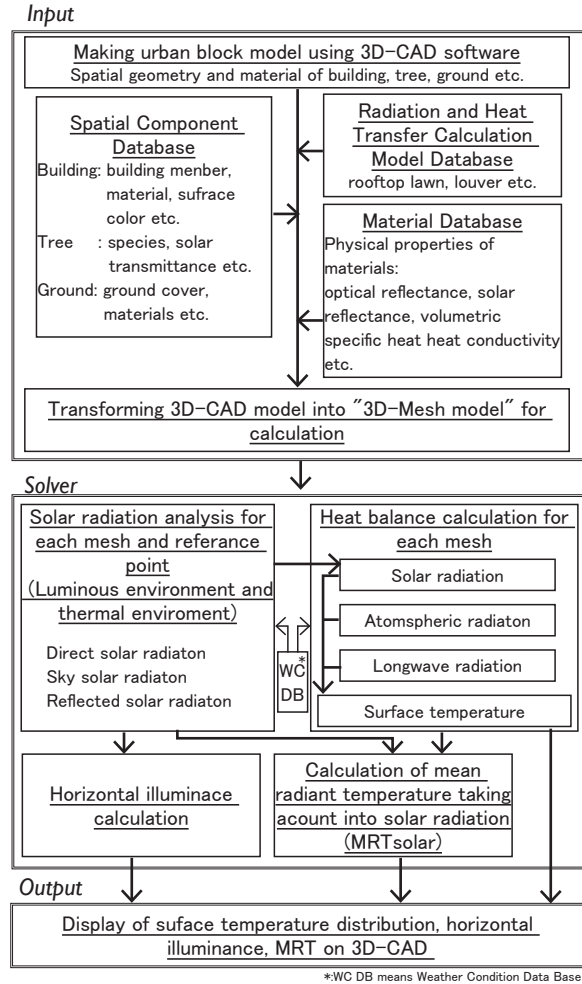 Input
Making urban block model using 3D-CAD software
Spatial geometry and material of building, tree, ground etc.
Spatial Component
Database
Building: building menber,
material, sufrace
color etc.
Tree : species, solar
transmittance etc.
Ground: ground cover,
materials etc.
Radiation and Heat
Transfer Calculation
Model Database
rooftop lawn, louver etc.
Material Database
Physical properties of
materials:
optical reflectance, solar
reflectance, volumetric
specific heat heat conductivity
etc.
Transforming 3D-CAD model into "3D-Mesh model" for
calculation
Solver
Solar radiation analysis for
each mesh and referance
point
(Luminous environment and
thermal enviroment)
Direct solar radiaton
Sky solar radiaton
Reflected solar radiaton
WC*
DB
Heat balance calculation for
each mesh
Solar radiation
Atomspheric radiaton
Longwave radiation
Surface temperature
Horizontal illuminace
calculation
Calculation of mean
radiant temperature taking
acount into solar radiation
(MRTsolar)
Output
Display of suface temperature distribution, horizontal
illuminance, MRT on 3D-CAD
*:WC DB means Weather Condition Data Base